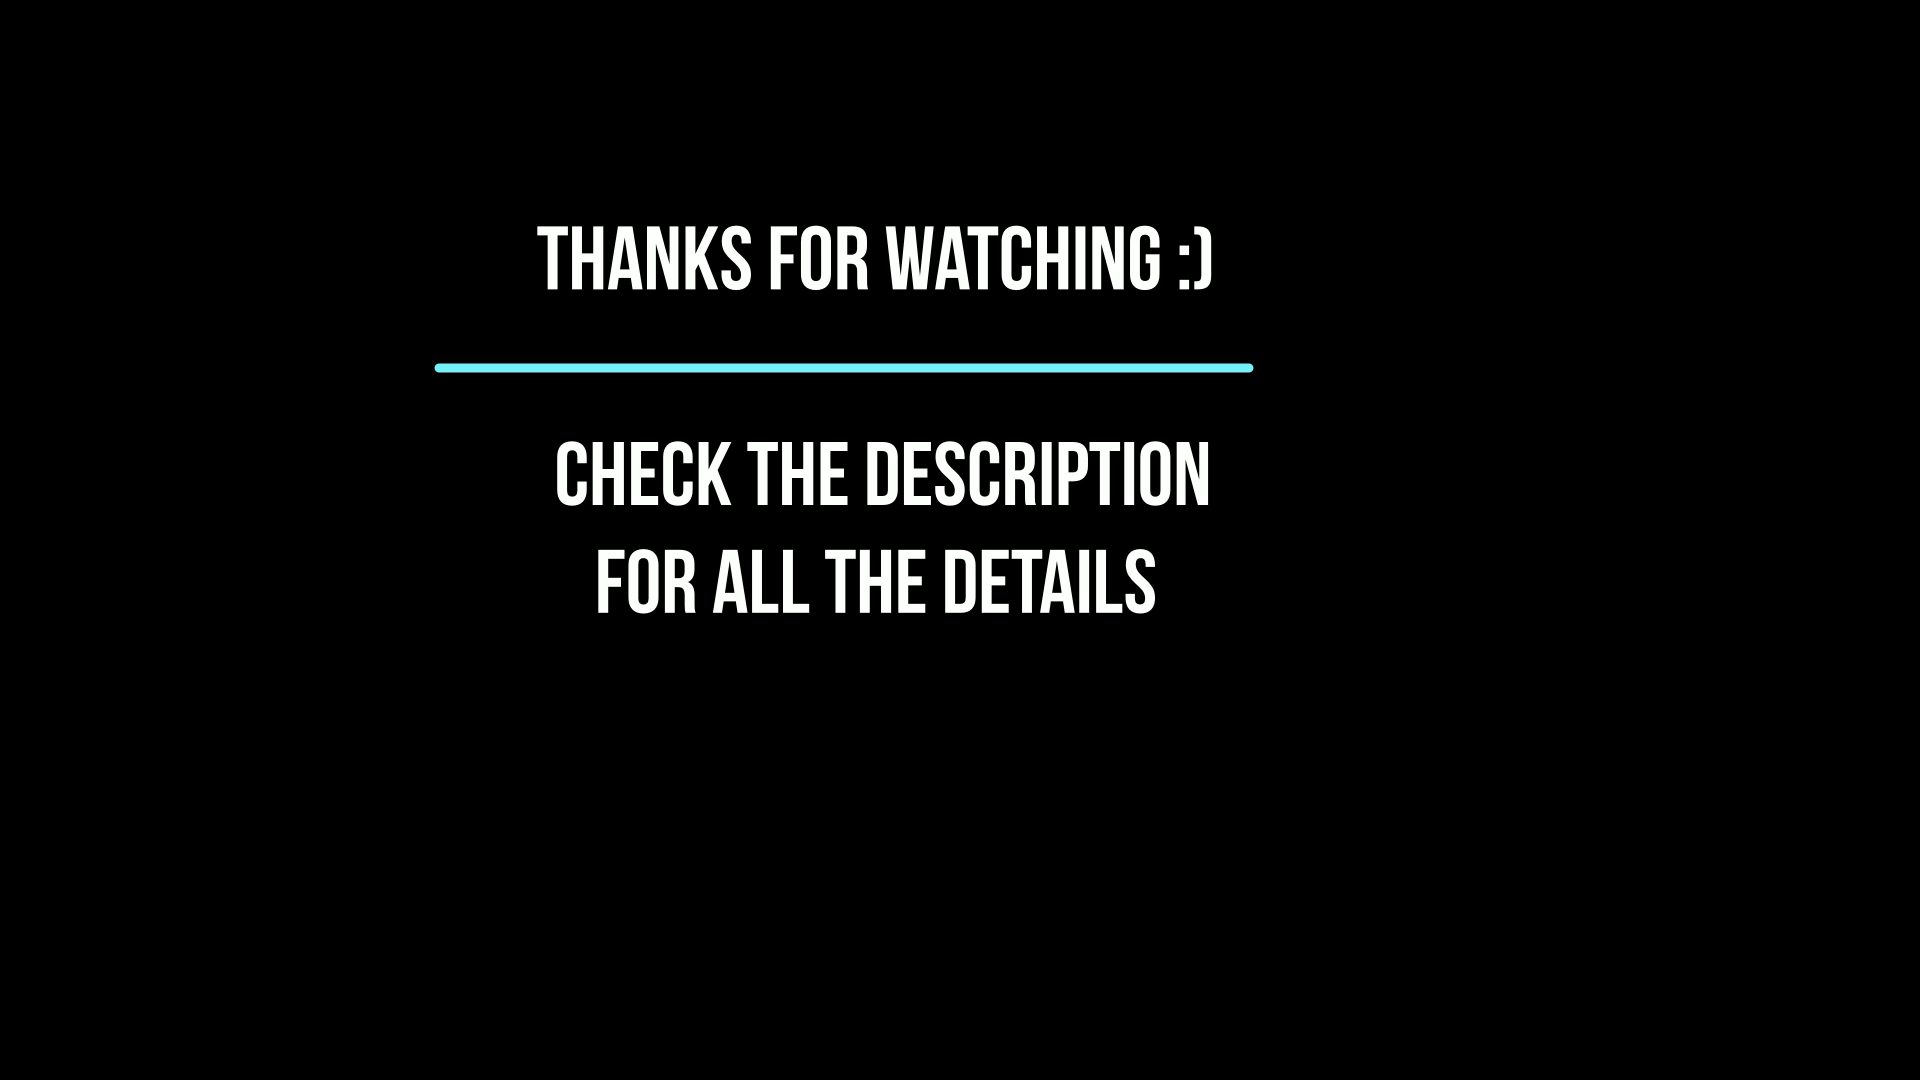 THANKS FOR WATCHING :)
CHECK THE DESCRIPTION
FOR ALL THE DETAILS